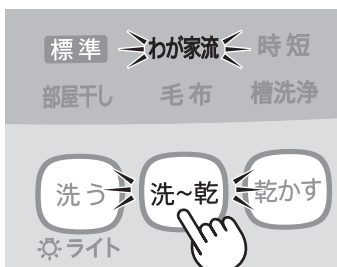 標準 わが家流 時短
部屋干し 毛布 槽洗浄
洗う 洗～乾 乾かす
ライト